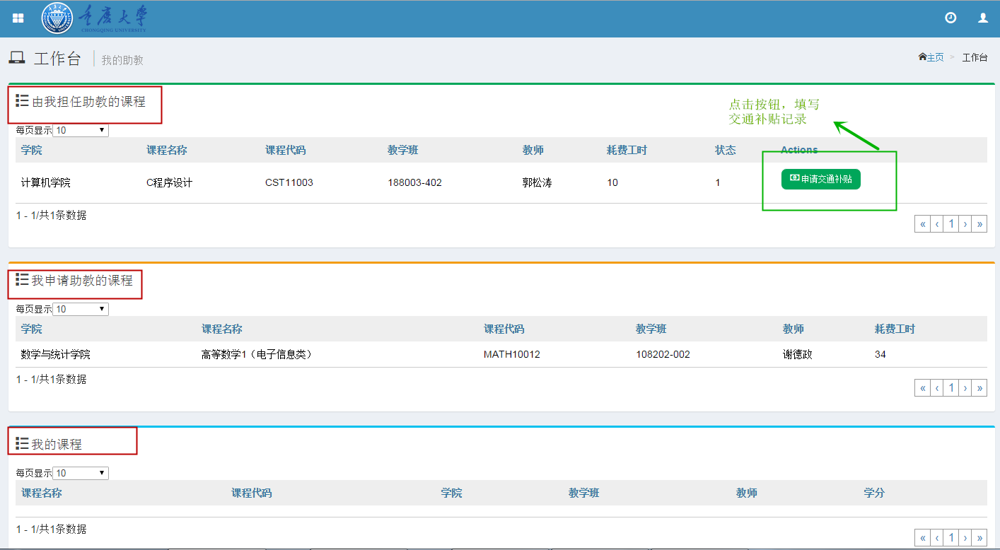 重庆大学
CHONGQING UNIVERSITY
工作台 我的助教 主页 > 工作台
由我担任助教的课程
点击按钮，填写
交通补贴记录
每页显示 10
学院 课程名称 课程代码 教学班 教师 耗费工时 状态 Actions
计算机学院 C程序设计 CST11003 188003-402 郭松涛 10 1 申请交通补贴
1 - 1/共1条数据
« ‹ 1 › »
我申请助教的课程
每页显示 10
学院 课程名称 课程代码 教学班 教师 耗费工时
数学与统计学院 高等数学1（电子信息类） MATH10012 108202-002 谢德政 34
1 - 1/共1条数据
« ‹ 1 › »
我的课程
每页显示 10
课程名称 课程代码 学院 教学班 教师 学分
1 - 1/共1条数据
« ‹ 1 › »